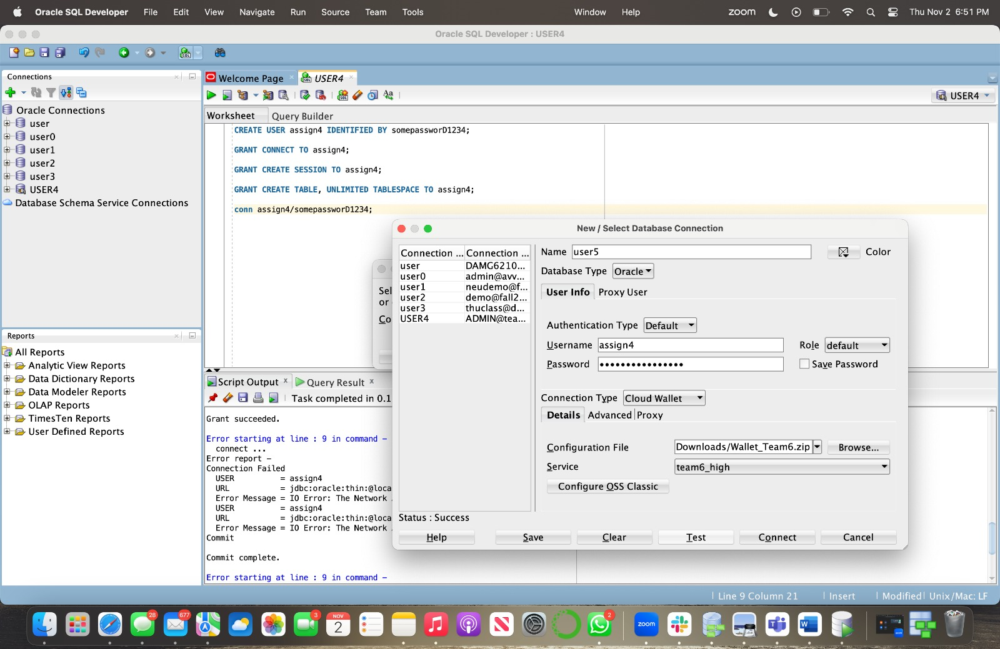 Oracle SQL Developer File Edit View Navigate Run Source Team Tools Window Help zoom Thu Nov 2 6:51 PM
Oracle SQL Developer : USER4
Connections
Oracle Connections
user
user0
user1
user2
user3
USER4
Database Schema Service Connections
Reports
All Reports
Analytic View Reports
Data Dictionary Reports
Data Modeler Reports
OLAP Reports
TimesTen Reports
User Defined Reports
Welcome Page USER4
USER4
Worksheet Query Builder
CREATE USER assign4 IDENTIFIED BY somepassworD1234;
GRANT CONNECT TO assign4;
GRANT CREATE SESSION TO assign4;
GRANT CREATE TABLE, UNLIMITED TABLESPACE TO assign4;
conn assign4/somepassworD1234;
Sel
or
Co
New / Select Database Connection
Connection ... Connection ...
user DAMG6210...
user0 admin@avv...
user1 neudemo@f...
user2 demo@fall2...
user3 thuclass@d...
USER4 ADMIN@tea...
Name user5 Color
Database Type Oracle
User Info Proxy User
Authentication Type Default
Username assign4 Role default
Password •••••••••••••••• Save Password
Connection Type Cloud Wallet
Details Advanced Proxy
Configuration File Downloads/Wallet_Team6.zip Browse...
Service team6_high
Configure OSS Classic
Status : Success
Help Save Clear Test Connect Cancel
Script Output Query Result
Task completed in 0.1
Grant succeeded.
Error starting at line : 9 in command -
connect ...
Error report -
Connection Failed
USER = assign4
URL = jdbc:oracle:thin:@loca
Error Message = IO Error: The Network
USER = assign4
URL = jdbc:oracle:thin:@loca
Error Message = IO Error: The Network
Commit
Commit complete.
Error starting at line : 9 in command -
Line 9 Column 21 Insert Modified Unix/Mac: LF
28 677 3 NOV 2 2 zoom